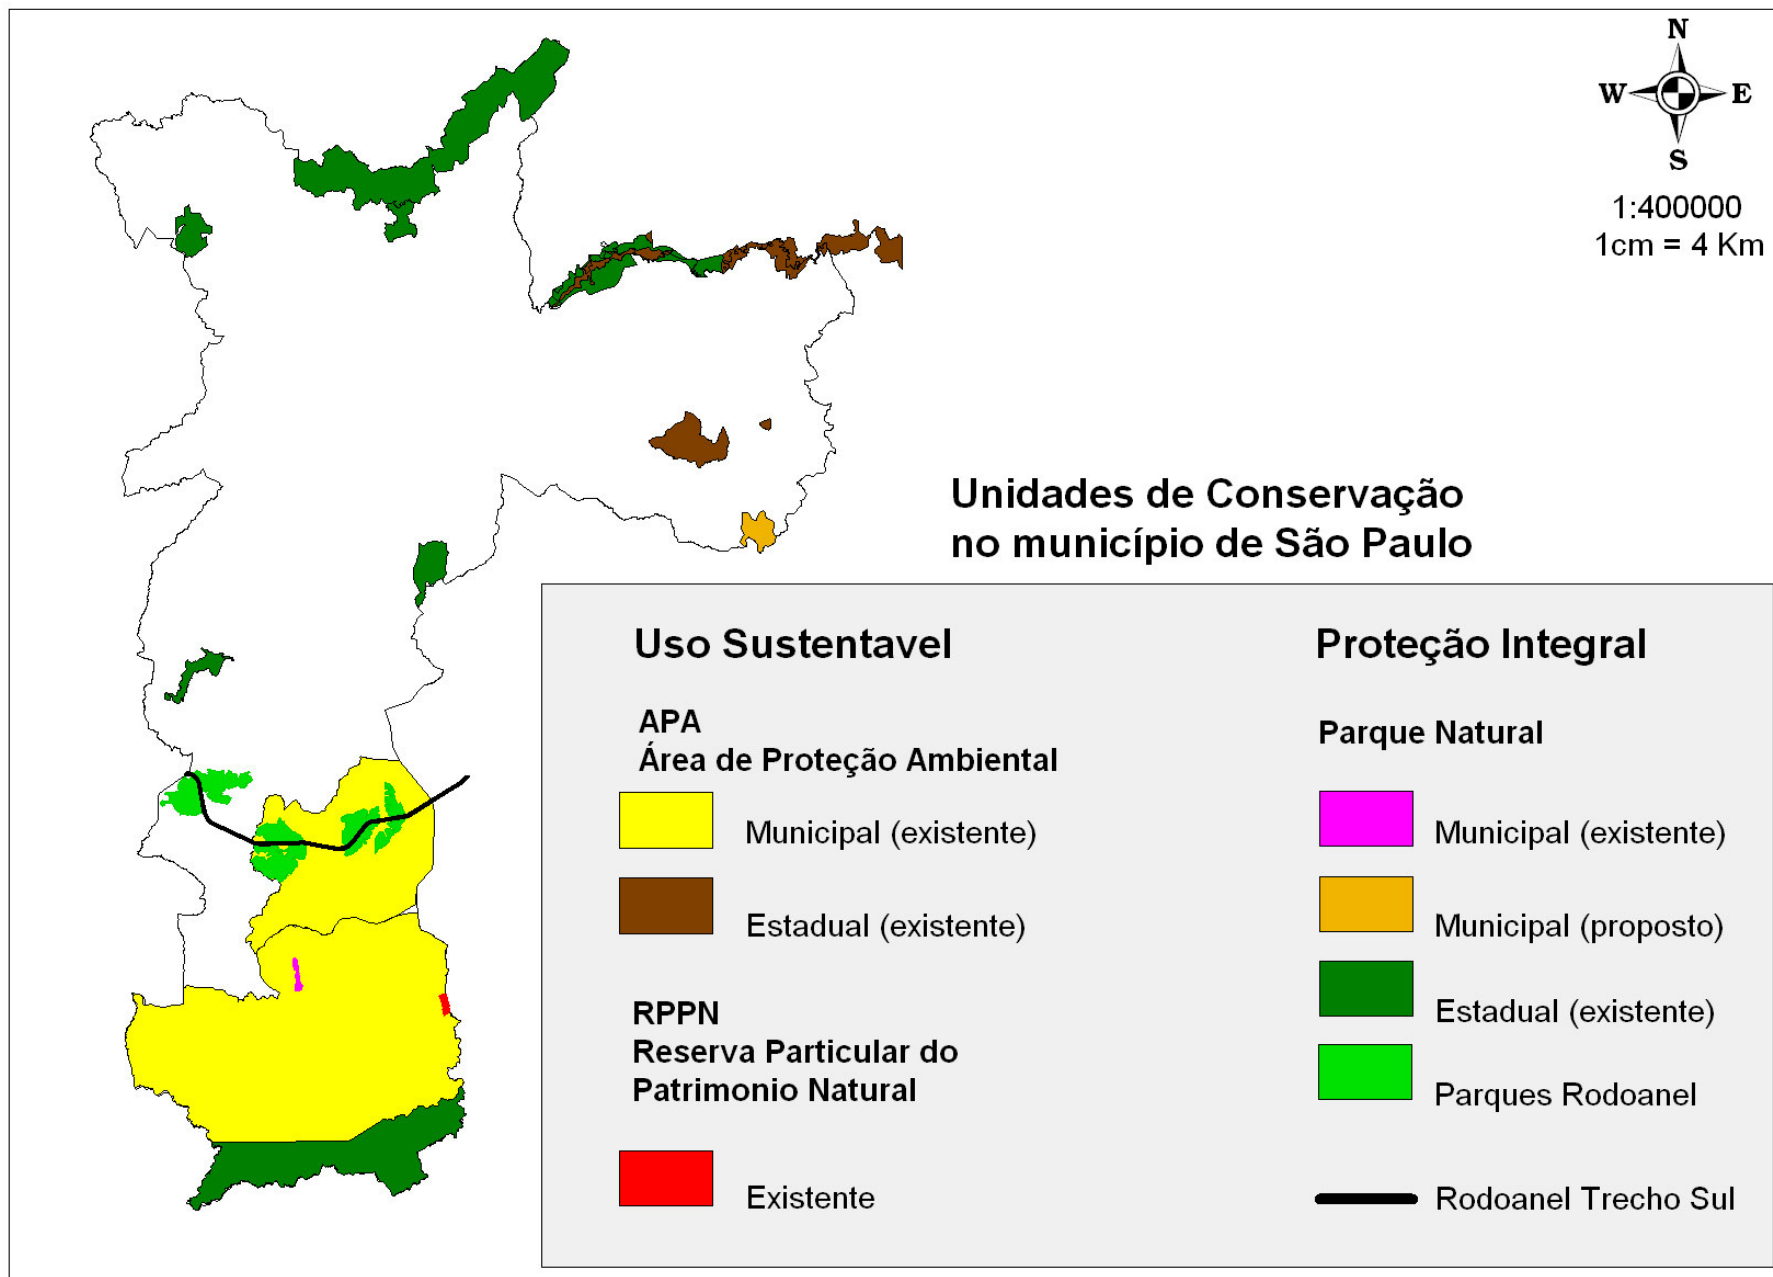 N
W E
S
1:400000
1cm = 4 Km
Unidades de Conservação
no município de São Paulo
Uso Sustentavel
APA
Área de Proteção Ambiental
Municipal (existente)
Estadual (existente)
RPPN
Reserva Particular do
Patrimonio Natural
Existente
Proteção Integral
Parque Natural
Municipal (existente)
Municipal (proposto)
Estadual (existente)
Parques Rodoanel
Rodoanel Trecho Sul